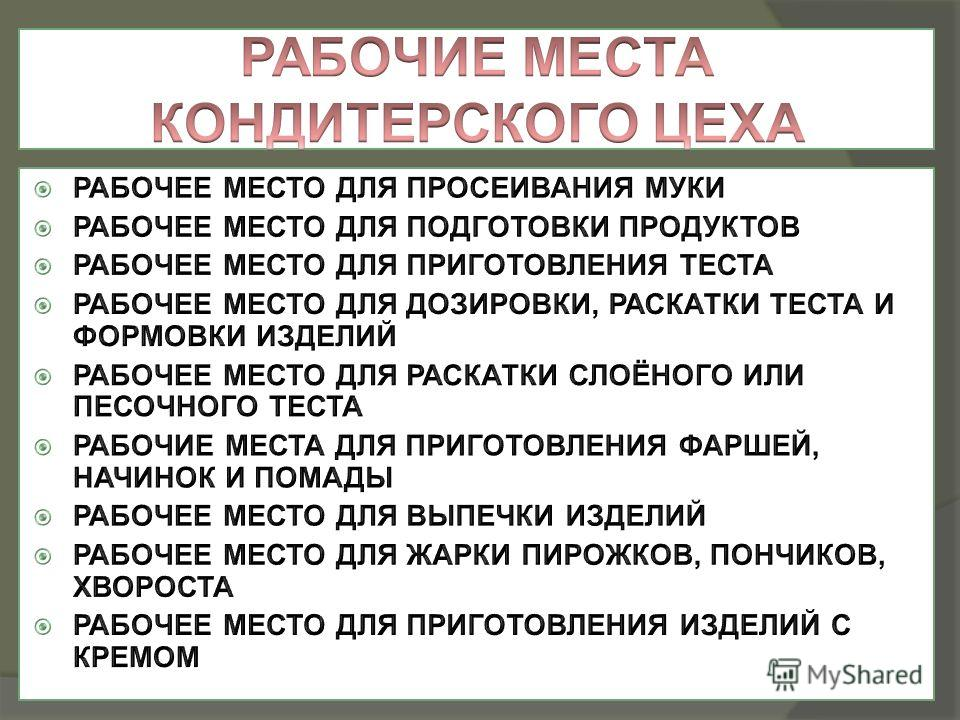 РАБОЧИЕ МЕСТА
КОНДИТЕРСКОГО ЦЕХА
РАБОЧЕЕ МЕСТО ДЛЯ ПРОСЕИВАНИЯ МУКИ
РАБОЧЕЕ МЕСТО ДЛЯ ПОДГОТОВКИ ПРОДУКТОВ
РАБОЧЕЕ МЕСТО ДЛЯ ПРИГОТОВЛЕНИЯ ТЕСТА
РАБОЧЕЕ МЕСТО ДЛЯ ДОЗИРОВКИ, РАСКАТКИ ТЕСТА И
ФОРМОВКИ ИЗДЕЛИЙ
РАБОЧЕЕ МЕСТО ДЛЯ РАСКАТКИ СЛОЁНОГО ИЛИ
ПЕСОЧНОГО ТЕСТА
РАБОЧИЕ МЕСТА ДЛЯ ПРИГОТОВЛЕНИЯ ФАРШЕЙ,
НАЧИНОК И ПОМАДЫ
РАБОЧЕЕ МЕСТО ДЛЯ ВЫПЕЧКИ ИЗДЕЛИЙ
РАБОЧЕЕ МЕСТО ДЛЯ ЖАРКИ ПИРОЖКОВ, ПОНЧИКОВ,
ХВОРОСТА
РАБОЧЕЕ МЕСТО ДЛЯ ПРИГОТОВЛЕНИЯ ИЗДЕЛИЙ С
КРЕМОМ
MyShared